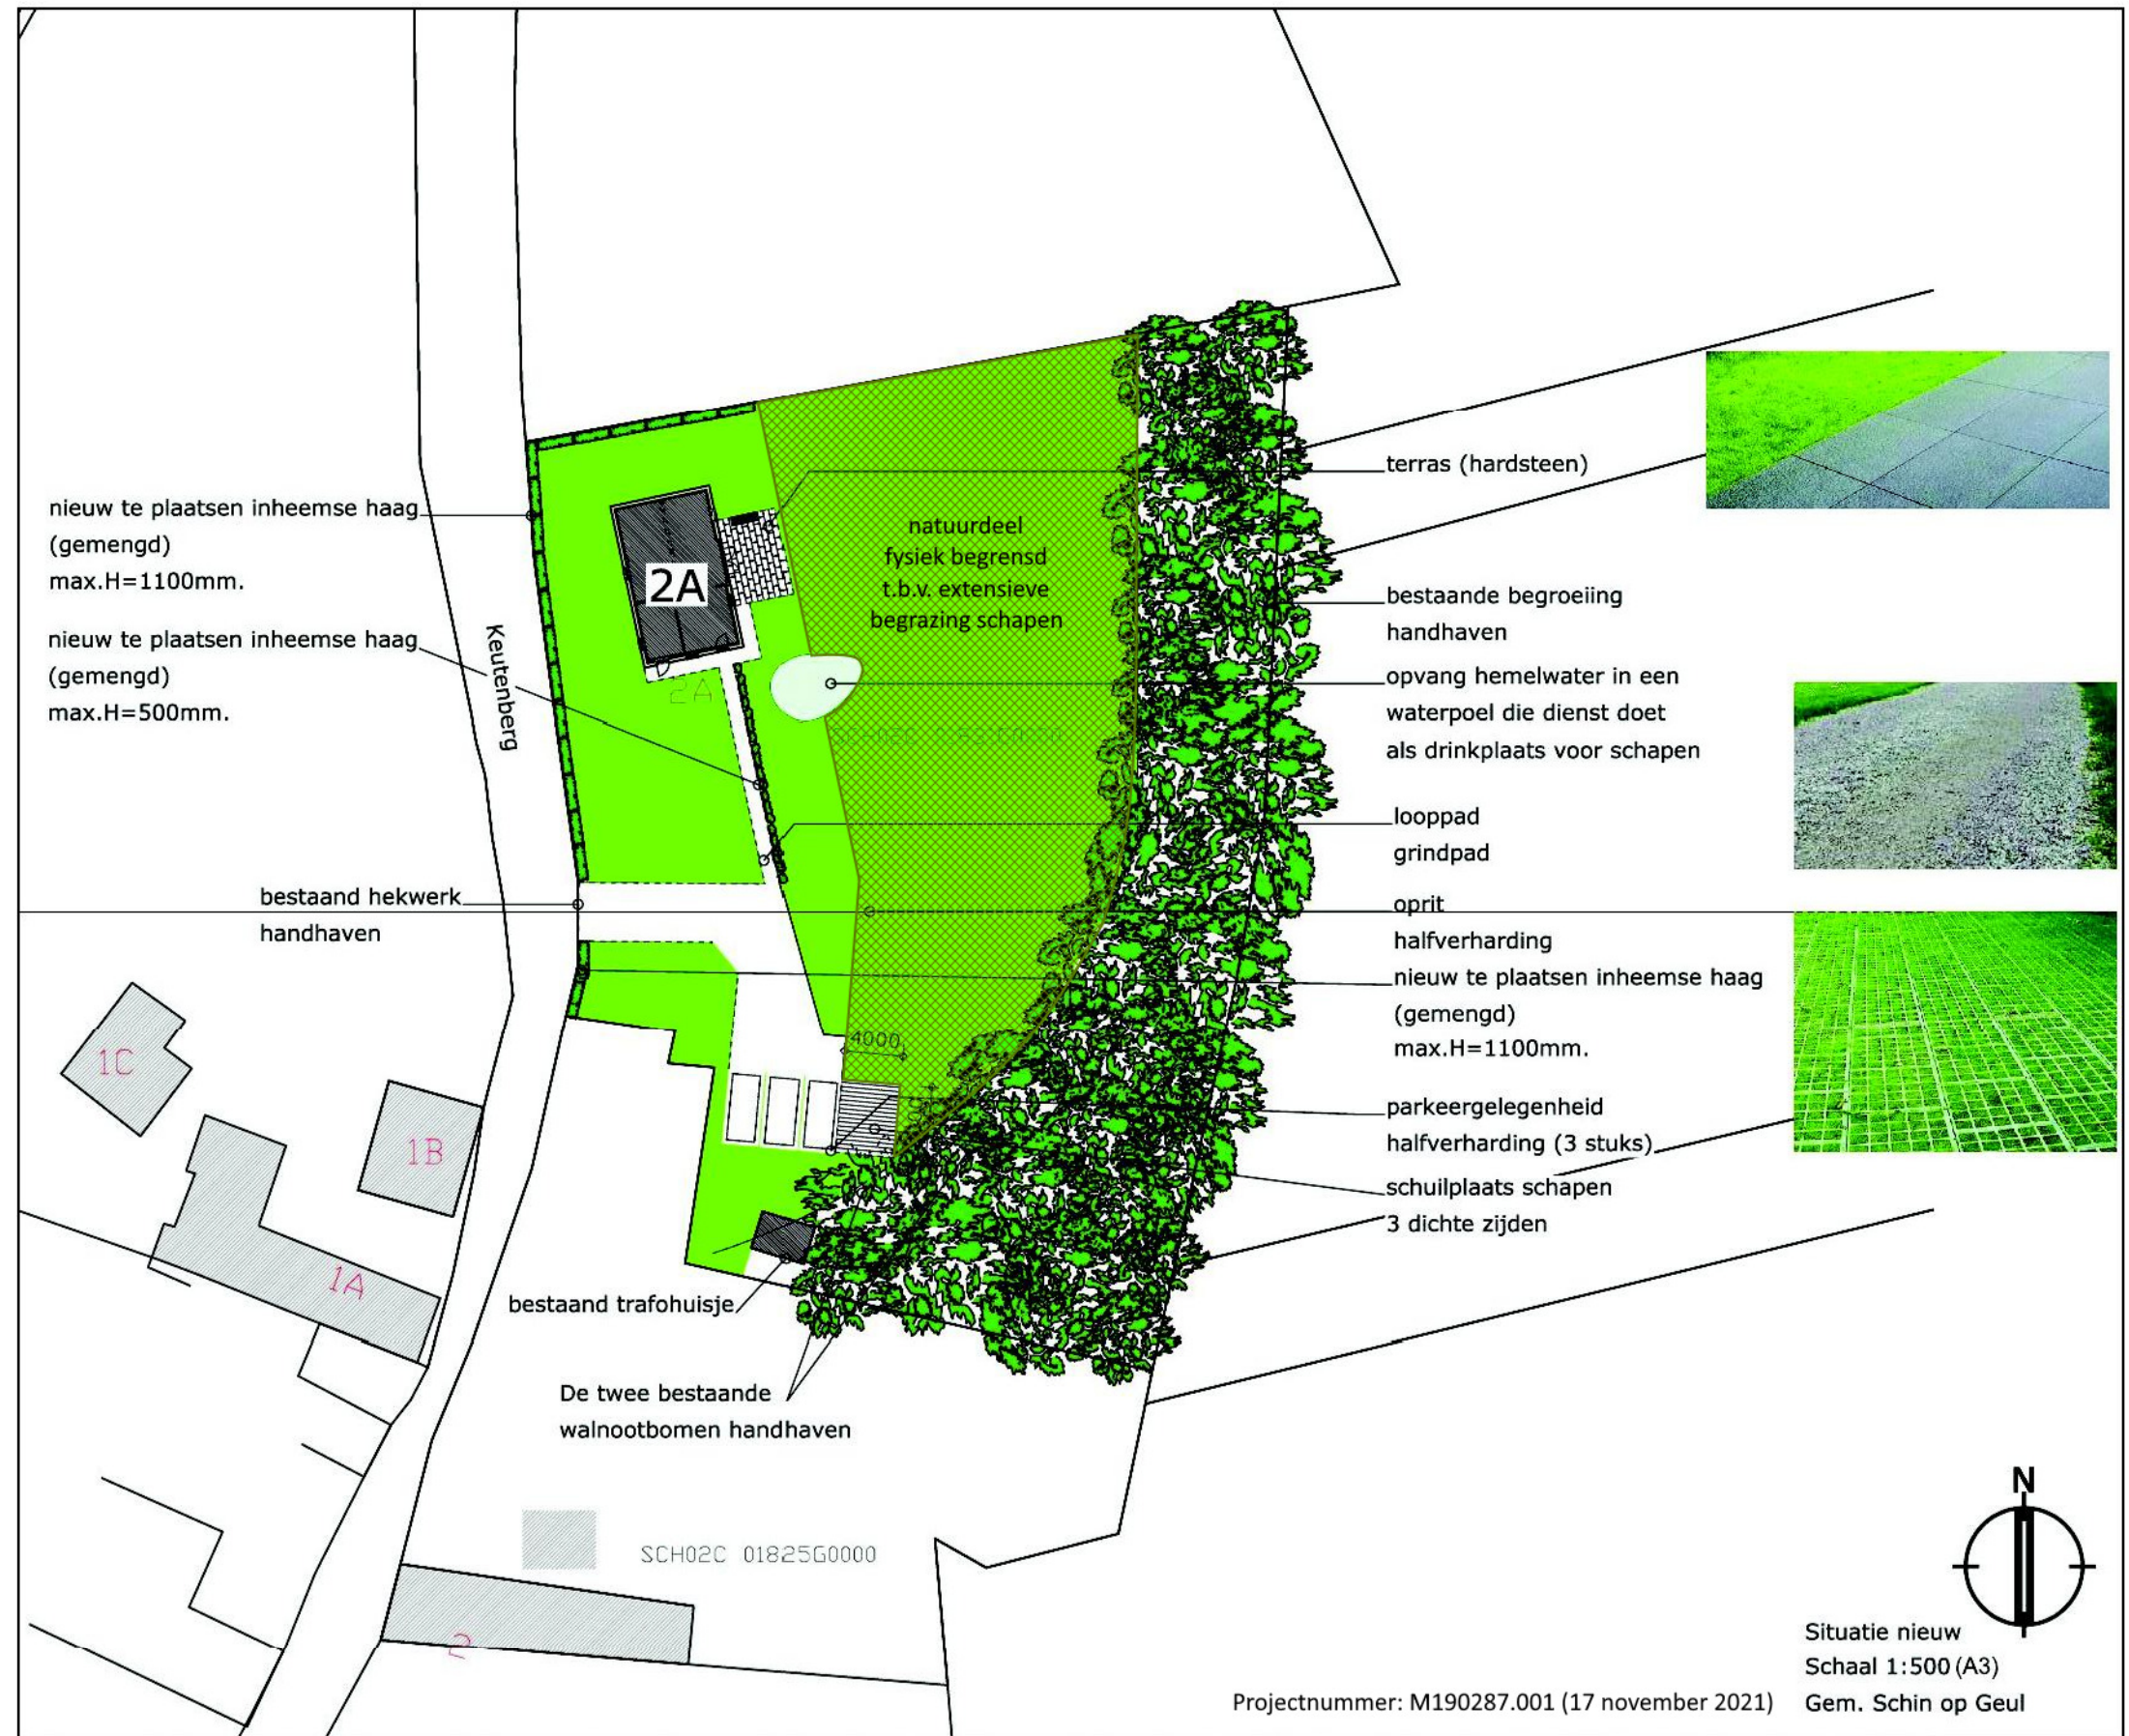 terras (hardsteen)
nieuw te plaatsen inheemse haag
(gemengd)
max.H=1100mm.
natuurdeel
fysiek begrensd
t.b.v. extensieve
begrazing schapen
2A
bestaande begroeiing
handhaven
nieuw te plaatsen inheemse haag
(gemengd)
max.H=500mm.
Keutenberg
2A
opvang hemelwater in een
waterpoel die dienst doet
als drinkplaats voor schapen
looppad
grindpad
bestaand hekwerk
handhaven
oprit
halfverharding
nieuw te plaatsen inheemse haag
(gemengd)
max.H=1100mm.
4000
1C
1B
1A
parkeergelegenheid
halfverharding (3 stuks)
schuilplaats schapen
3 dichte zijden
bestaand trafohuisje
De twee bestaande
walnootbomen handhaven
SCH02C 01825G0000
2
N
Situatie nieuw
Schaal 1:500 (A3)
Projectnummer: M190287.001 (17 november 2021)
Gem. Schin op Geul